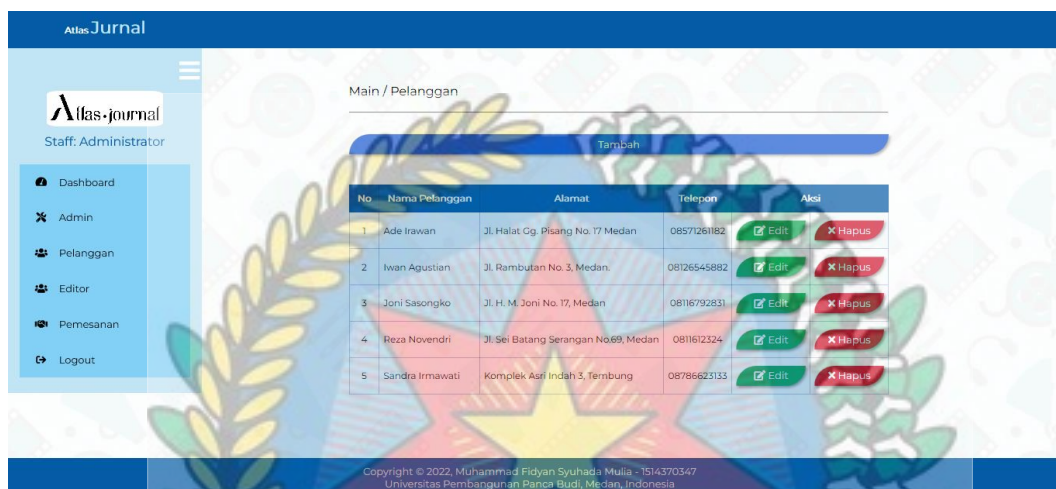 Atlas Jurnal
Atlas-journal
Staff: Administrator
Dashboard
Admin
Pelanggan
Editor
Pemesanan
Logout
Main / Pelanggan
Tambah
No Nama Pelanggan Alamat Telepon Aksi
1 Ade Irawan Jl. Halat Gg. Pisang No. 17 Medan 08571261182 Edit Hapus
2 Iwan Agustian Jl. Rambutan No. 3, Medan. 08126545882 Edit Hapus
3 Joni Sasongko Jl. H. M. Joni No. 17, Medan 08116792831 Edit Hapus
4 Reza Novendri Jl. Sei Batang Serangan No.69, Medan 0811612324 Edit Hapus
5 Sandra Irmawati Komplek Asri Indah 3, Tembung 08786623133 Edit Hapus
Copyright © 2022, Muhammad Fidyan Syuhada Mulia - 1514370347
Universitas Pembangunan Panca Budi, Medan, Indonesia